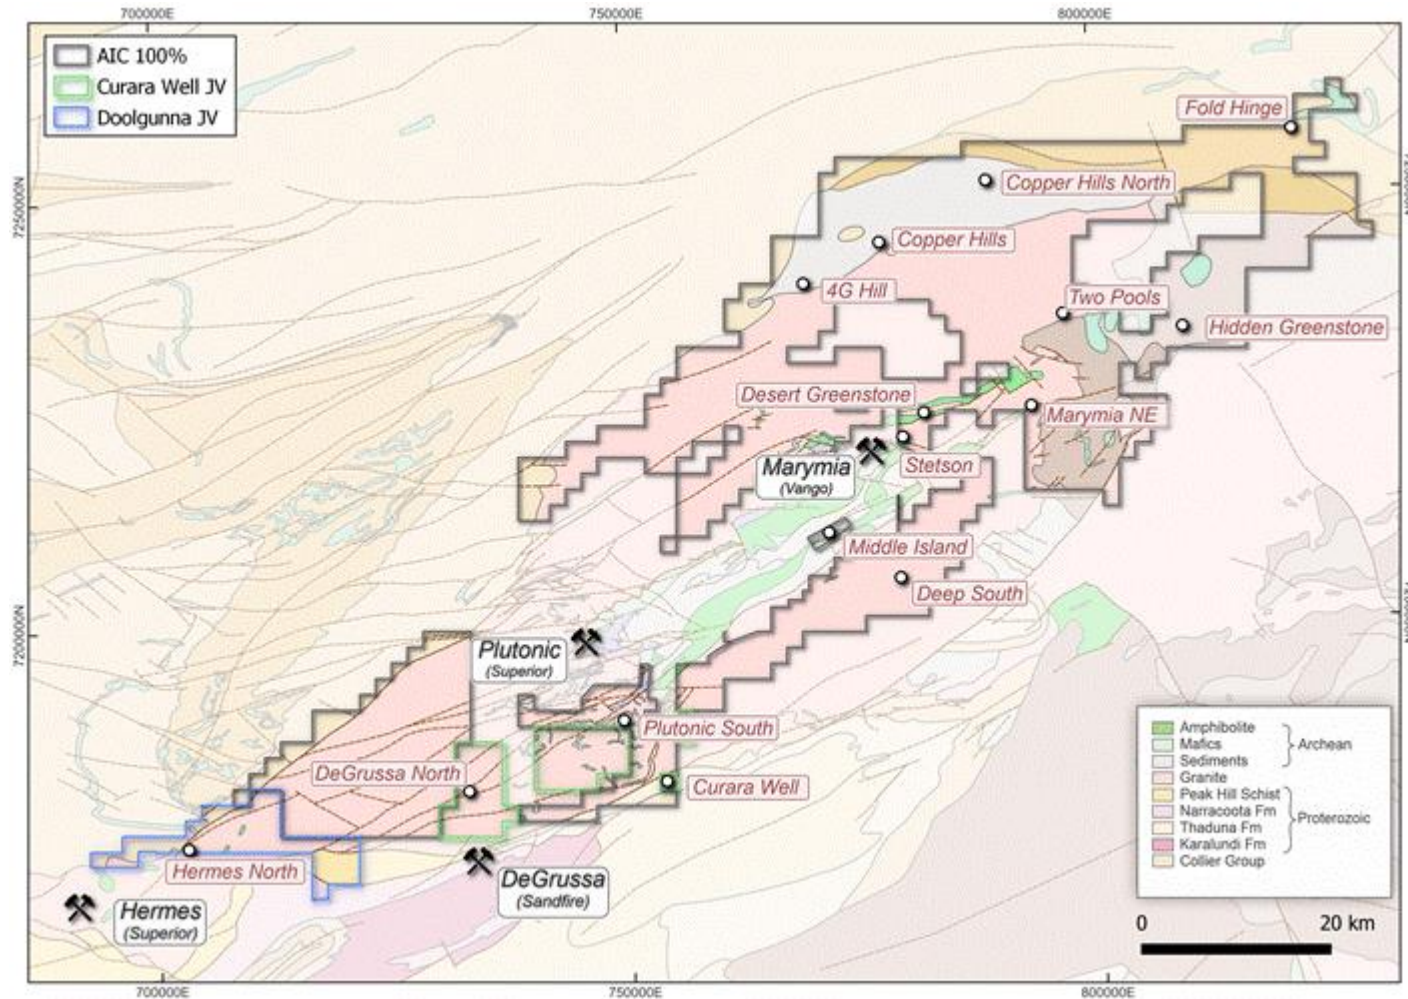 700000E
750000E
800000E
AIC 100%
Curara Well JV
Doolgunna JV
Fold Hinge
Copper Hills North
7250000N
Copper Hills
4G Hill
Two Pools
Hidden Greenstone
Desert Greenstone
Marymia NE
Marymia
(Vango)
Stetson
Middle Island
Deep South
7200000N
Plutonic
(Superior)
Plutonic South
DeGrussa North
Curara Well
Hermes North
DeGrussa
(Sandfire)
Hermes
(Superior)
Amphibolite
Mafics
Archean
Sediments
Granite
Peak Hill Schist
Narracoota Fm
Proterozoic
Thaduna Fm
Karalundi Fm
Collier Group
0 20 km
700000E
750000E
800000E